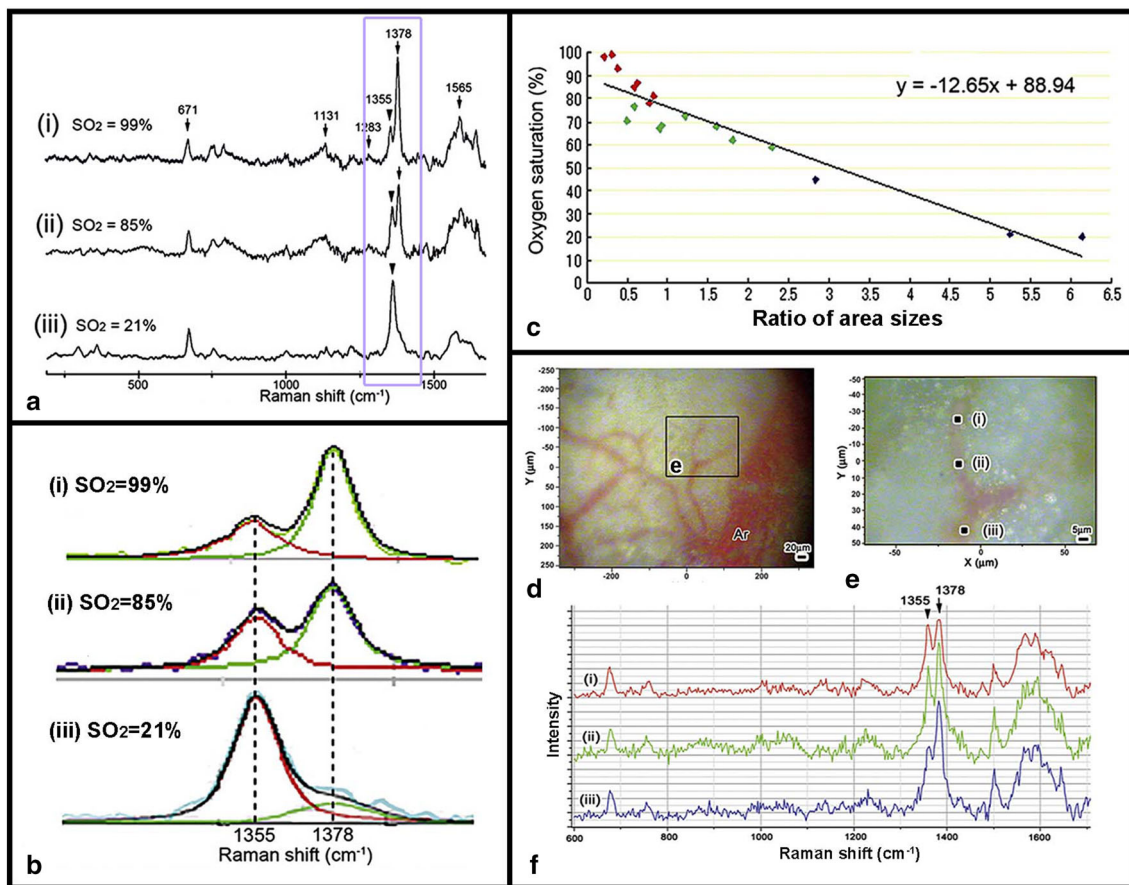 1378
1355
671
1131
1283
1565
(i) SO2 = 99%
(ii) SO2 = 85%
(iii) SO2 = 21%
500
1000
1500
Raman shift (cm-1)
a
(i) SO2=99%
(ii) SO2=85%
(iii) SO2=21%
1355
1378
Raman shift (cm-1)
b
100
90
80
70
60
50
40
30
20
10
0
Oxygen saturation (%)
y = -12.65x + 88.94
0 0.5 1 1.5 2 2.5 3 3.5 4 4.5 5 5.5 6 6.5
Ratio of area sizes
c
-250
-200
-150
-100
-50
0
50
100
150
200
250
Y (µm)
e
Ar
20µm
-200
0
200
d
-50
-40
-30
-20
-10
0
10
20
30
40
50
Y (µm)
(i)
(ii)
(iii)
5µm
-50
0
50
X (µm)
e
1355
1378
Intensity
(i)
(ii)
(iii)
600 800 1000 1200 1400 1600
Raman shift (cm-1)
f